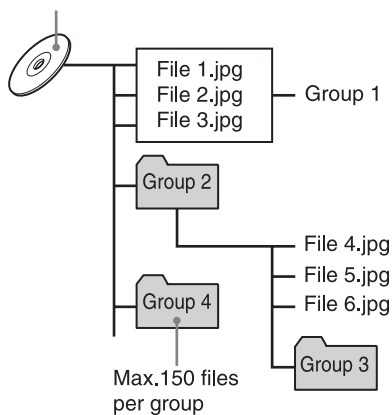 File 1.jpg
File 2.jpg
File 3.jpg
Group 1
Group 2
File 4.jpg
File 5.jpg
File 6.jpg
Group 4
Group 3
Max.150 files
per group